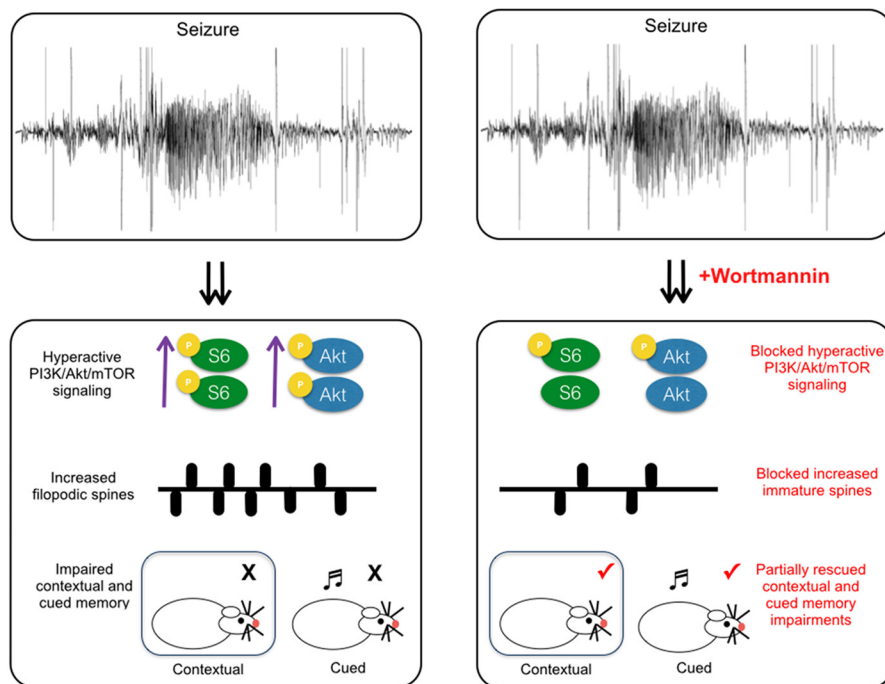 Seizure
Seizure
+Wortmannin
Hyperactive
PI3K/Akt/mTOR
signaling
P
S6
P
S6
P
Akt
P
Akt
P
S6
S6
P
Akt
Akt
Blocked hyperactive
PI3K/Akt/mTOR
signaling
Increased
filopodic spines
Blocked increased
immature spines
Impaired
contextual and
cued memory
X
X
Contextual
Cued
Contextual
Cued
Partially rescued
contextual and
cued memory
impairments